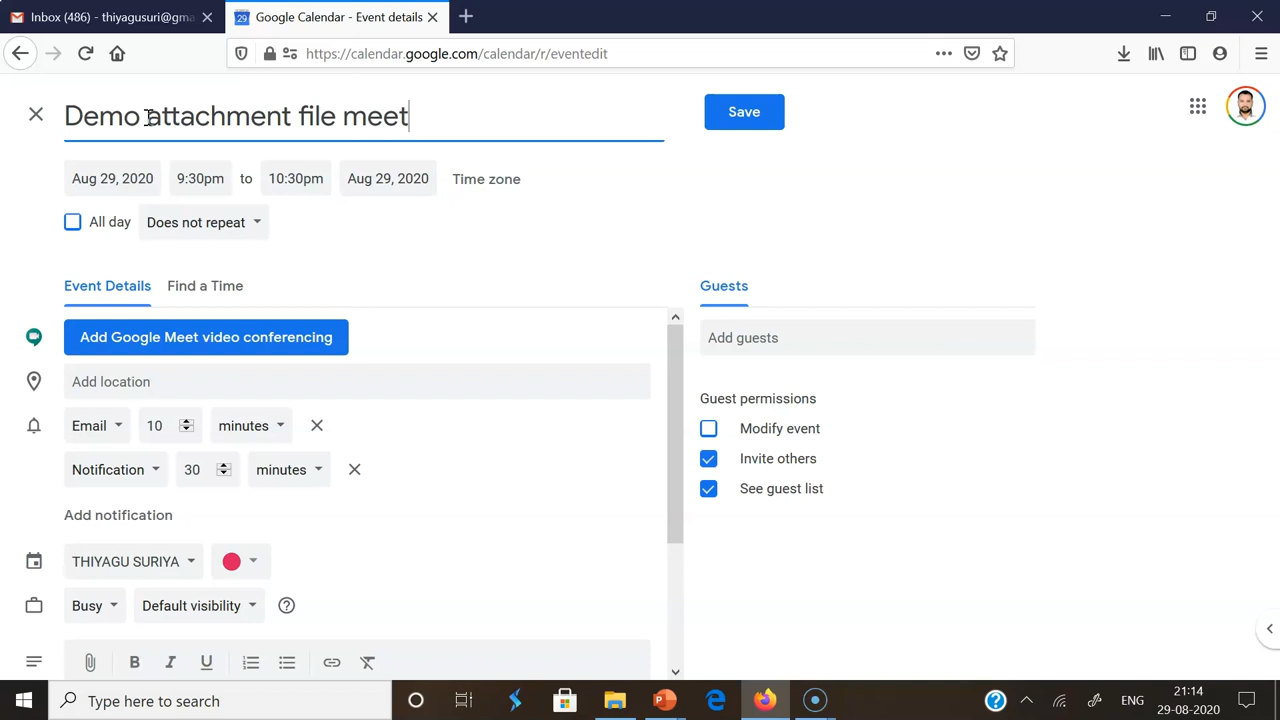 Inbox (486) - thiyagusuri@gma
Google Calendar - Event details
https://calendar.google.com/calendar/r/eventedit
Demo attachment file meet
Save
Aug 29, 2020 9:30pm to 10:30pm Aug 29, 2020 Time zone
All day Does not repeat
Event Details Find a Time
Guests
Add Google Meet video conferencing
Add guests
Add location
Guest permissions
Email 10 minutes
Modify event
Invite others
Notification 30 minutes
See guest list
Add notification
THIYAGU SURIYA
Busy Default visibility
B I U
Type here to search
ENG
21:14
29-08-2020